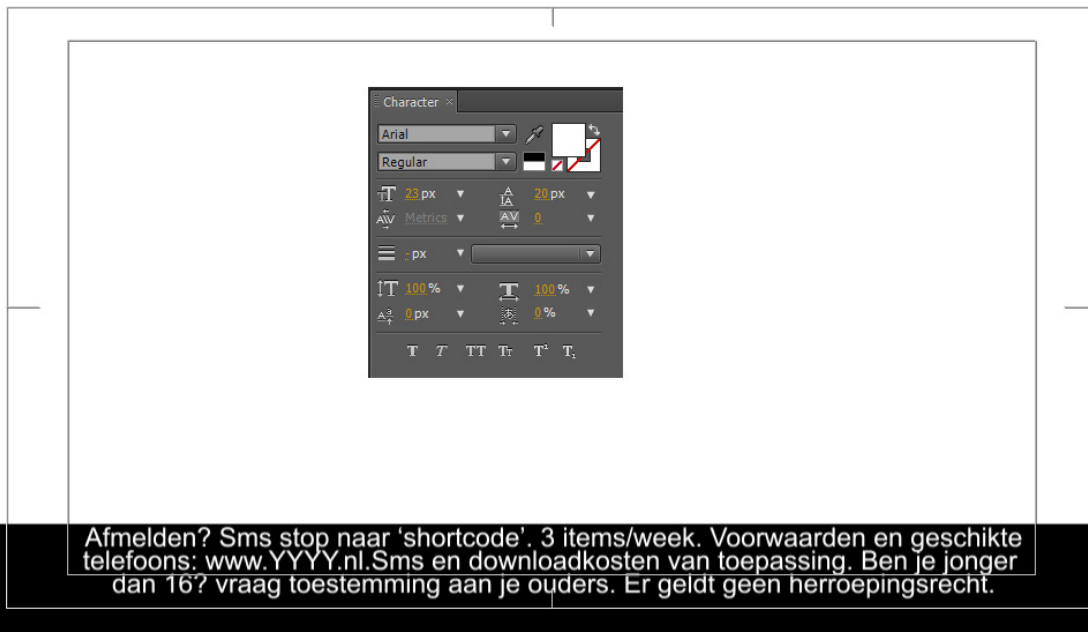 Character ×
Arial
Regular
23 px 20 px
Metrics 0
- px
100 % 100 %
0 px 0 %
T T TT Tт T¹ T₁
Afmelden? Sms stop naar ‘shortcode’. 3 items/week. Voorwaarden en geschikte
telefoons: www.YYYY.nl.Sms en downloadkosten van toepassing. Ben je jonger
dan 16? vraag toestemming aan je ouders. Er geldt geen herroepingsrecht.